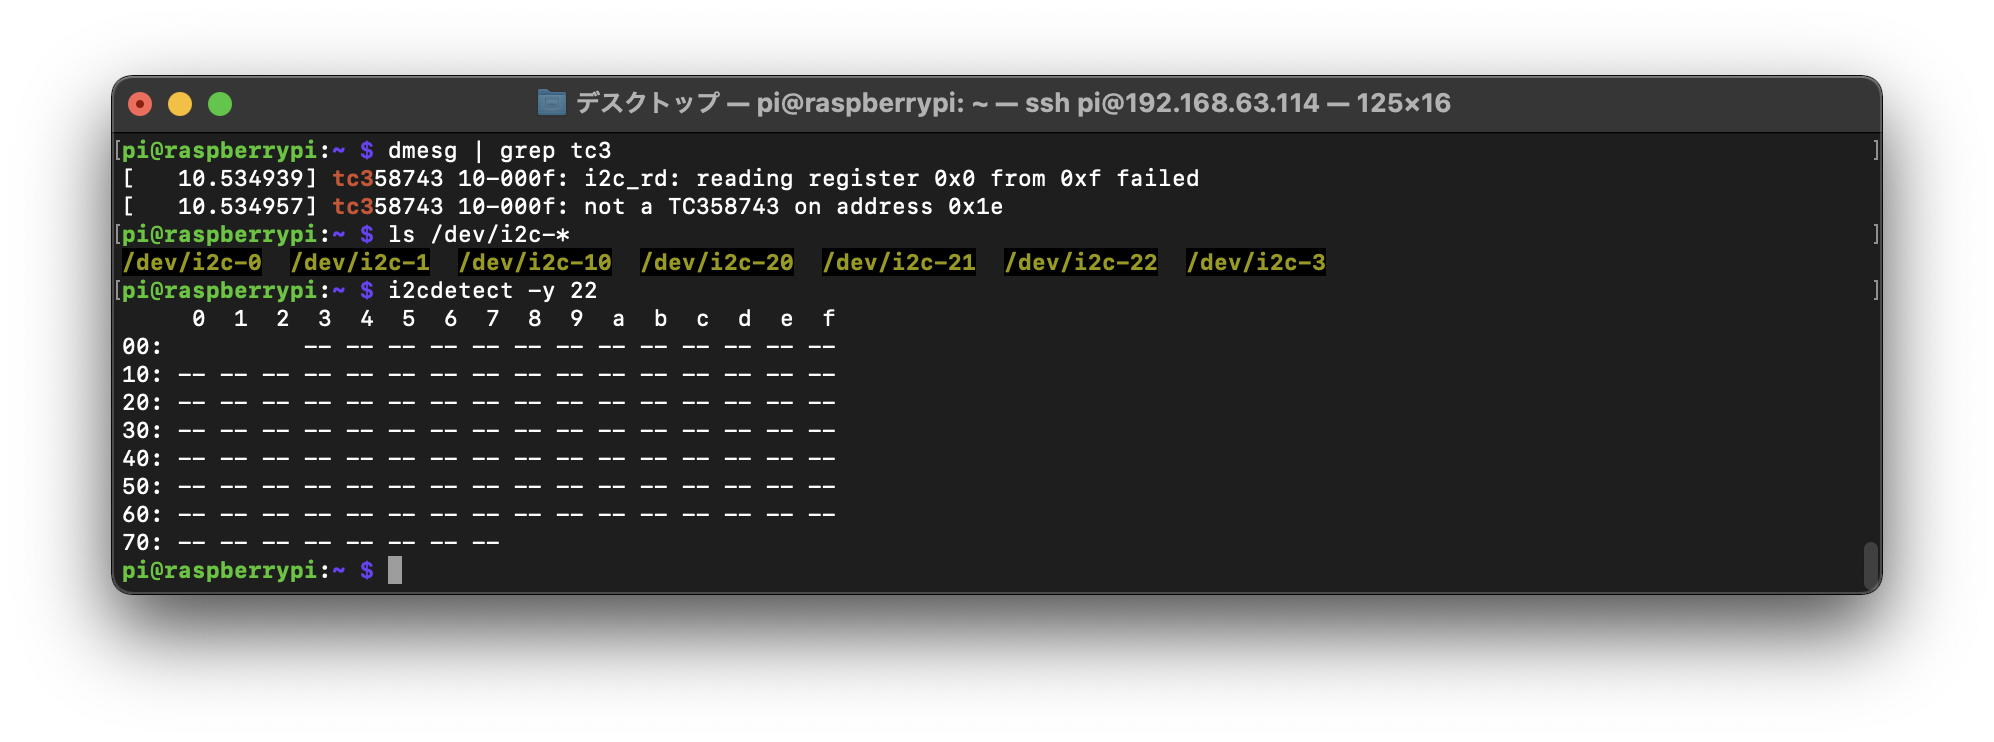 デスクトップ — pi@raspberrypi: ~ — ssh pi@192.168.63.114 — 125×16
[pi@raspberrypi:~ $ dmesg | grep tc3 ]
[   10.534939] tc358743 10-000f: i2c_rd: reading register 0x0 from 0xf failed
[   10.534957] tc358743 10-000f: not a TC358743 on address 0x1e
[pi@raspberrypi:~ $ ls /dev/i2c-* ]
/dev/i2c-0  /dev/i2c-1  /dev/i2c-10  /dev/i2c-20  /dev/i2c-21  /dev/i2c-22  /dev/i2c-3
[pi@raspberrypi:~ $ i2cdetect -y 22 ]
     0  1  2  3  4  5  6  7  8  9  a  b  c  d  e  f
00:          -- -- -- -- -- -- -- -- -- -- -- -- --
10: -- -- -- -- -- -- -- -- -- -- -- -- -- -- -- --
20: -- -- -- -- -- -- -- -- -- -- -- -- -- -- -- --
30: -- -- -- -- -- -- -- -- -- -- -- -- -- -- -- --
40: -- -- -- -- -- -- -- -- -- -- -- -- -- -- -- --
50: -- -- -- -- -- -- -- -- -- -- -- -- -- -- -- --
60: -- -- -- -- -- -- -- -- -- -- -- -- -- -- -- --
70: -- -- -- -- -- -- -- --
pi@raspberrypi:~ $